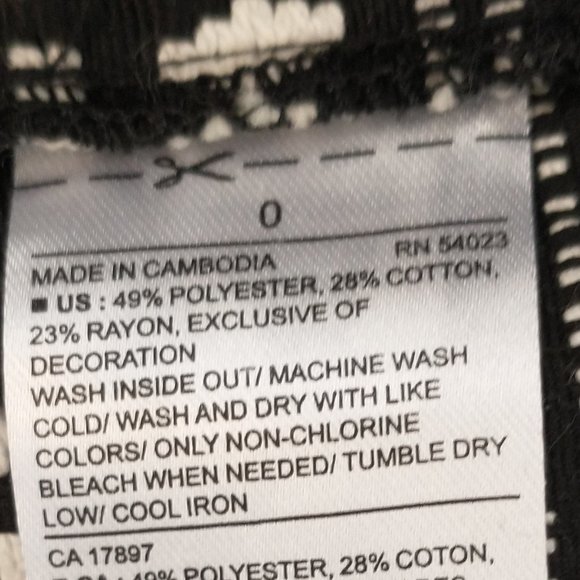 0
RN 54023
MADE IN CAMBODIA
US : 49% POLYESTER, 28% COTTON,
23% RAYON, EXCLUSIVE OF
DECORATION
WASH INSIDE OUT/ MACHINE WASH
COLD/ WASH AND DRY WITH LIKE
COLORS/ ONLY NON-CHLORINE
BLEACH WHEN NEEDED/ TUMBLE DRY
LOW/ COOL IRON
CA 17897
POLYESTER, 28% COTON,